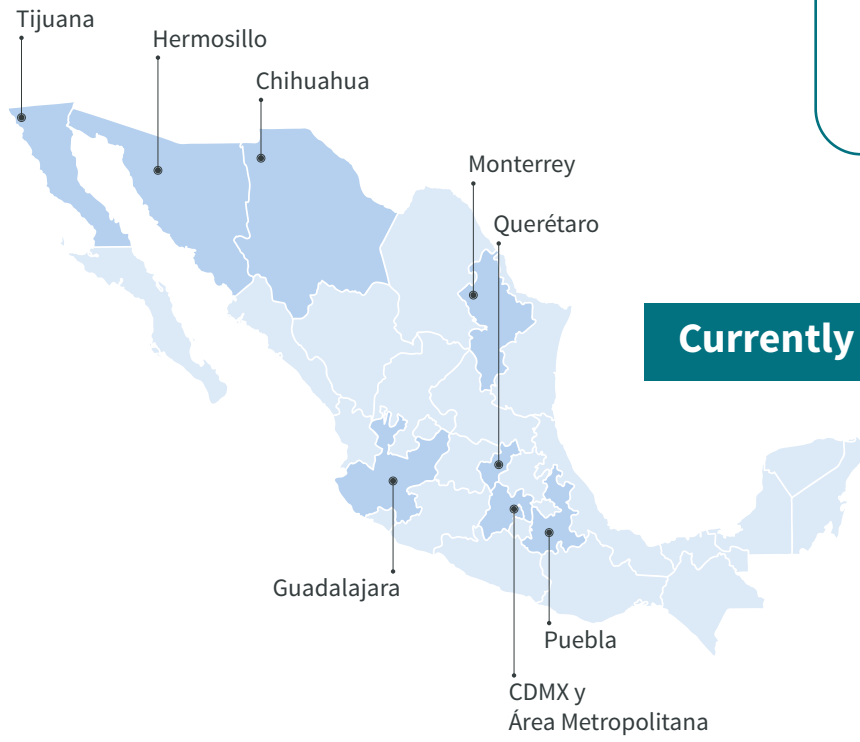 Tijuana
Hermosillo
Chihuahua
Monterrey
Querétaro
Currently
Guadalajara
Puebla
CDMX y
Área Metropolitana